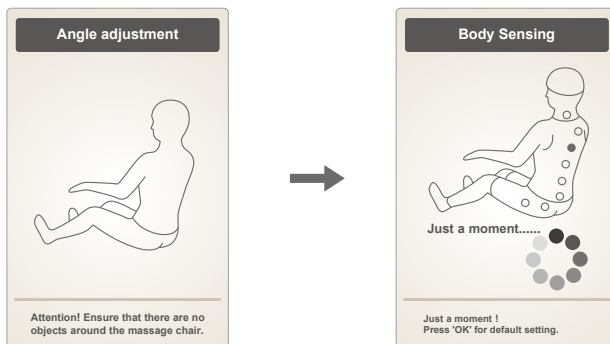 Angle adjustment
Attention! Ensure that there are no
objects around the massage chair.
Body Sensing
Just a moment......
Just a moment !
Press 'OK' for default setting.